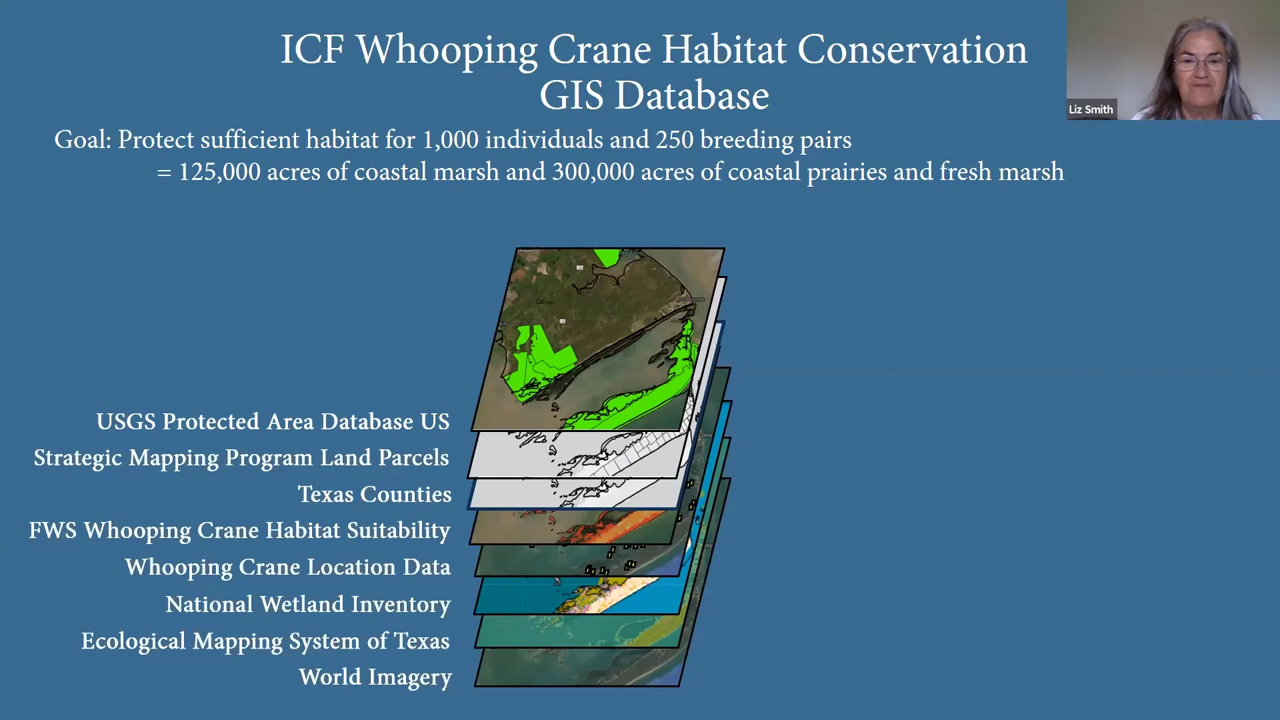 ICF Whooping Crane Habitat Conservation
GIS Database
Liz Smith
Goal: Protect sufficient habitat for 1,000 individuals and 250 breeding pairs
= 125,000 acres of coastal marsh and 300,000 acres of coastal prairies and fresh marsh
USGS Protected Area Database US
Strategic Mapping Program Land Parcels
Texas Counties
FWS Whooping Crane Habitat Suitability
Whooping Crane Location Data
National Wetland Inventory
Ecological Mapping System of Texas
World Imagery